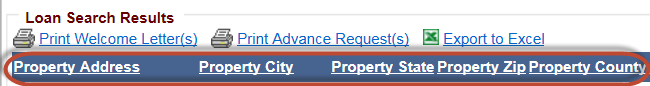 Loan Search Results
Print Welcome Letter(s) Print Advance Request(s) Export to Excel
Property Address Property City Property State Property Zip Property County